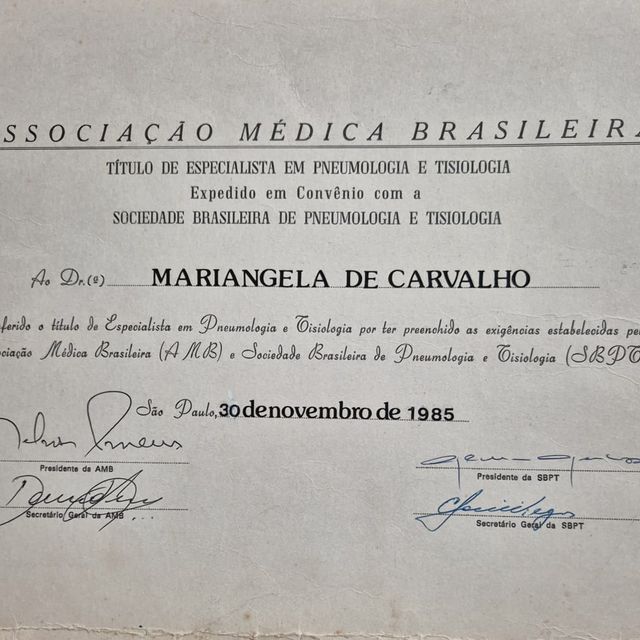 ASSOCIAÇÃO MÉDICA BRASILEIRA
TÍTULO DE ESPECIALISTA EM PNEUMOLOGIA E TISIOLOGIA
Expedido em Convênio com a
SOCIEDADE BRASILEIRA DE PNEUMOLOGIA E TISIOLOGIA
Ao Dr.(ª) MARIANGELA DE CARVALHO
ferido o título de Especialista em Pneumologia e Tisiologia por ter preenchido as exigências estabelecidas pe
ciação Médica Brasileira (AMB) e Sociedade Brasileira de Pneumologia e Tisiologia (SBPT
São Paulo, 30 de novembro de 1985
Presidente da AMB
Presidente da SBPT
Secretário Geral da AMB
Secretário Geral da SBPT